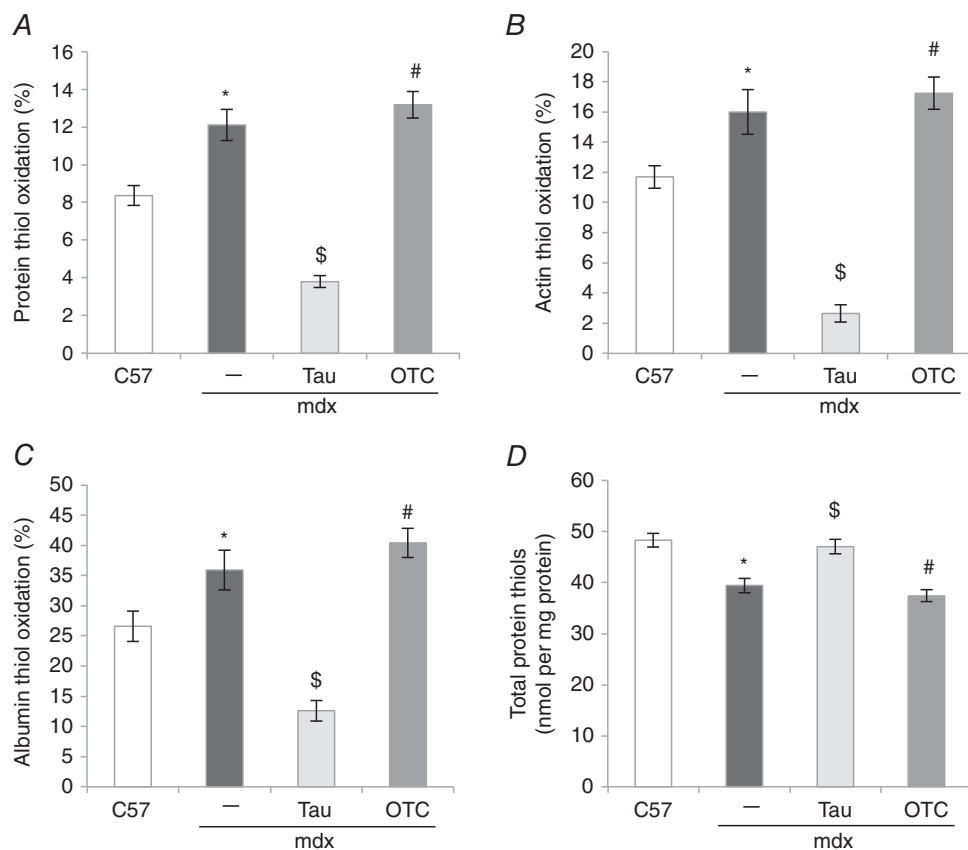 A
Protein thiol oxidation (%)
16
14
12
10
8
6
4
2
0
*
$
#
C57
—
Tau
OTC
mdx
B
Actin thiol oxidation (%)
20
18
16
14
12
10
8
6
4
2
0
*
$
#
C57
—
Tau
OTC
mdx
C
Albumin thiol oxidation (%)
50
45
40
35
30
25
20
15
10
5
0
*
$
#
C57
—
Tau
OTC
mdx
D
Total protein thiols
(nmol per mg protein)
60
50
40
30
20
10
0
*
$
#
C57
—
Tau
OTC
mdx